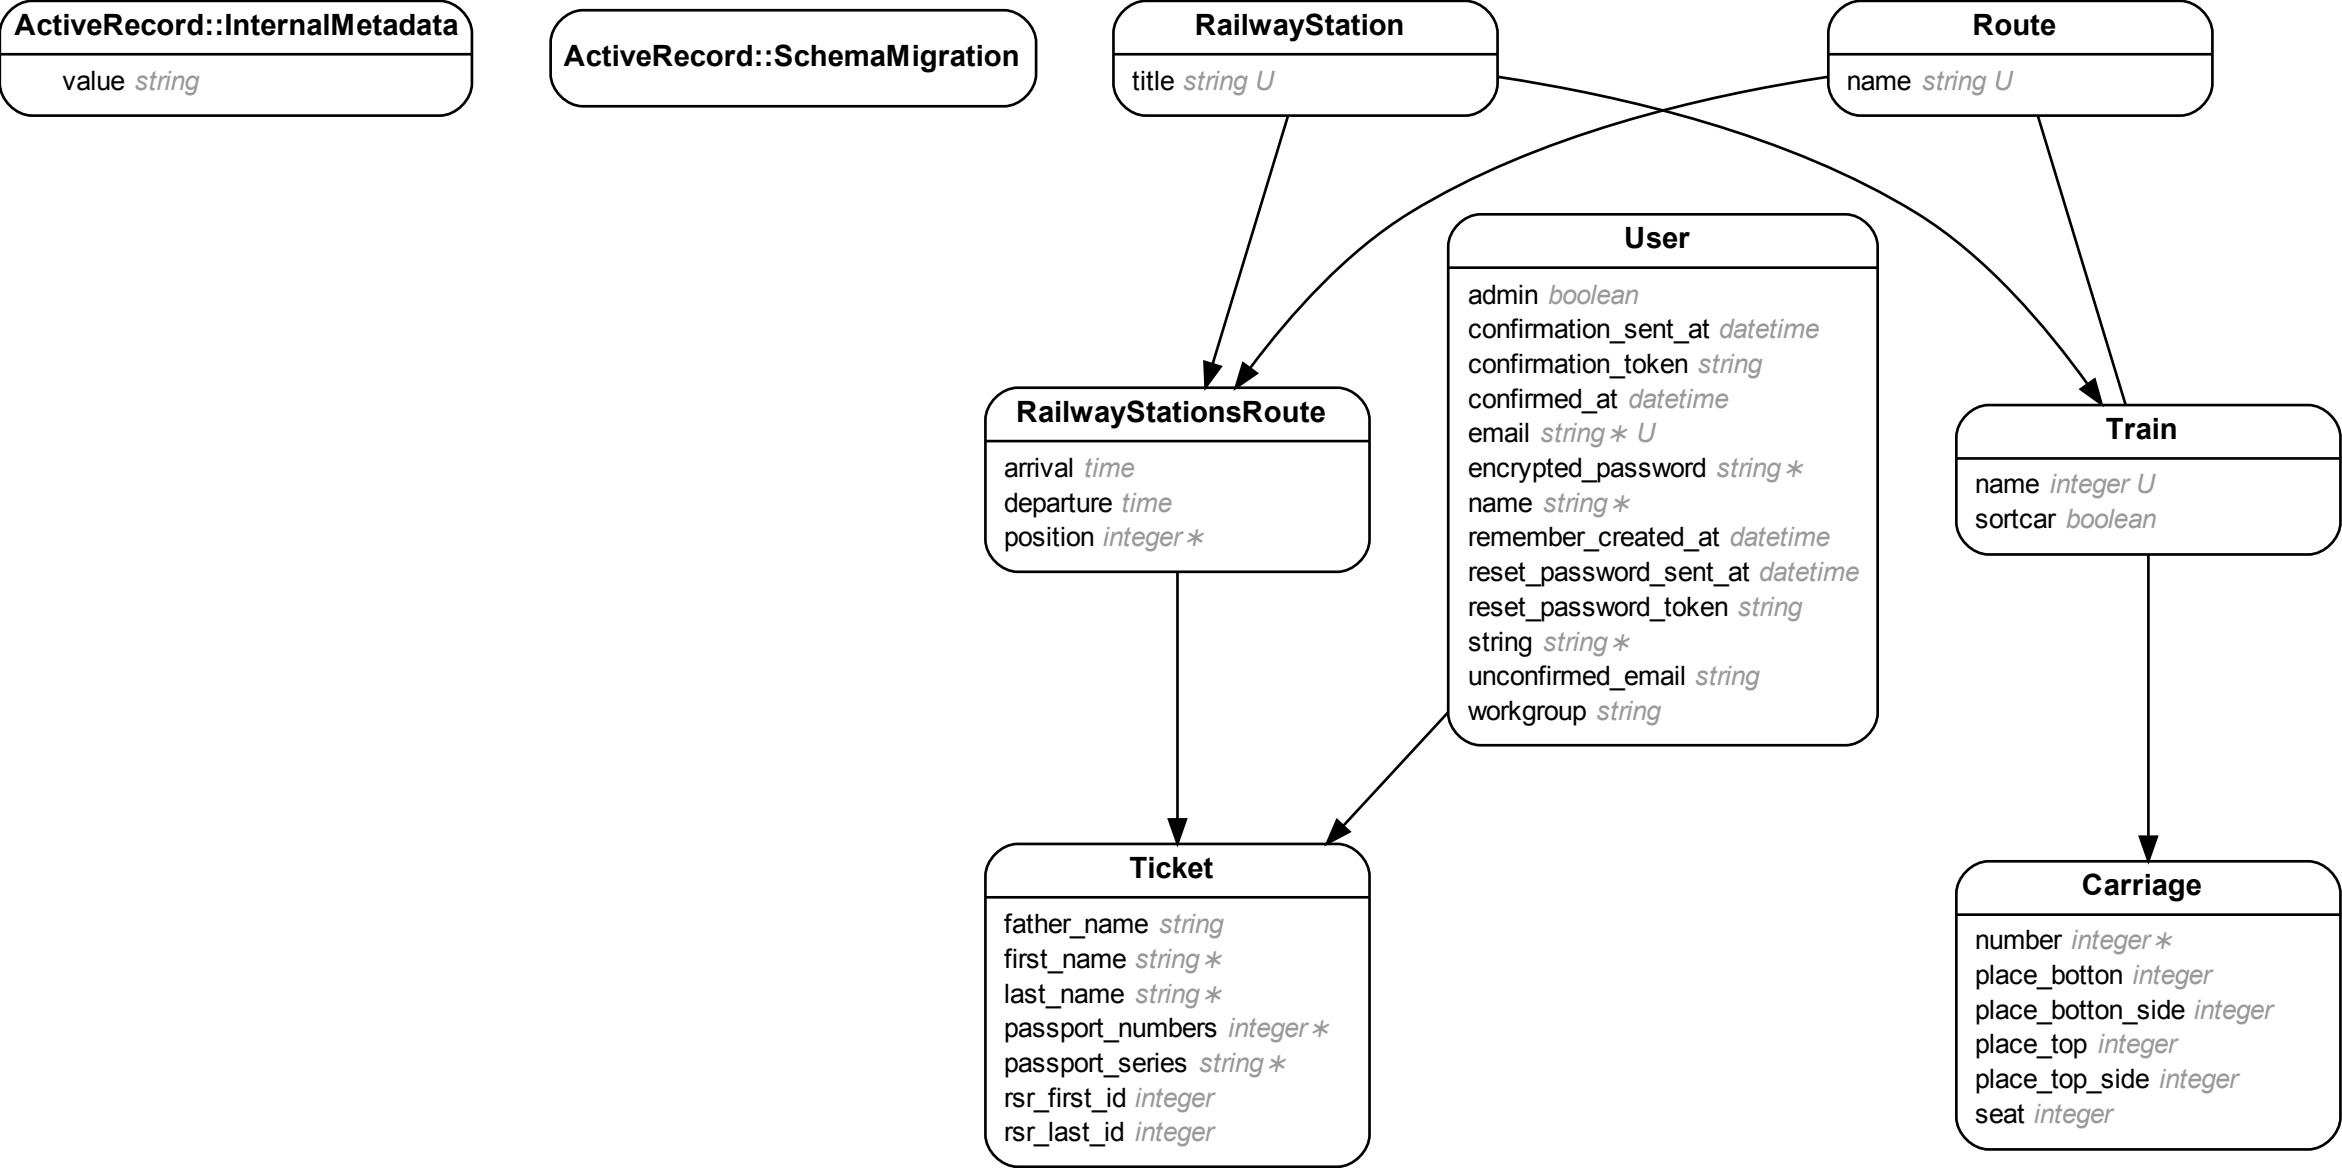 ActiveRecord::InternalMetadata
value string
ActiveRecord::SchemaMigration
RailwayStation
title string U
Route
name string U
User
admin boolean
confirmation_sent_at datetime
confirmation_token string
confirmed_at datetime
email string∗ U
encrypted_password string∗
name string∗
remember_created_at datetime
reset_password_sent_at datetime
reset_password_token string
string string∗
unconfirmed_email string
workgroup string
RailwayStationsRoute
arrival time
departure time
position integer∗
Train
name integer U
sortcar boolean
Ticket
father_name string
first_name string∗
last_name string∗
passport_numbers integer∗
passport_series string∗
rsr_first_id integer
rsr_last_id integer
Carriage
number integer∗
place_botton integer
place_botton_side integer
place_top integer
place_top_side integer
seat integer